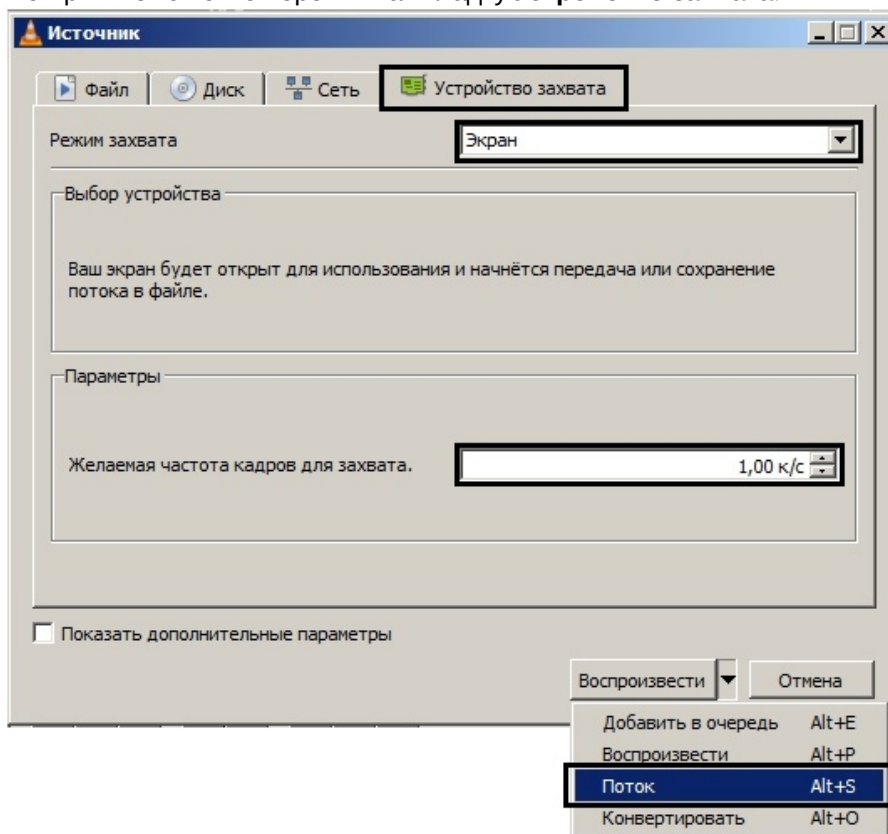 Источник
Файл Диск Сеть Устройство захвата
Режим захвата Экран
Выбор устройства
Ваш экран будет открыт для использования и начнётся передача или сохранение
потока в файле.
Параметры
Желаемая частота кадров для захвата. 1,00 к/с
Показать дополнительные параметры
Воспроизвести Отмена
Добавить в очередь Alt+E
Воспроизвести Alt+P
Поток Alt+S
Конвертировать Alt+O